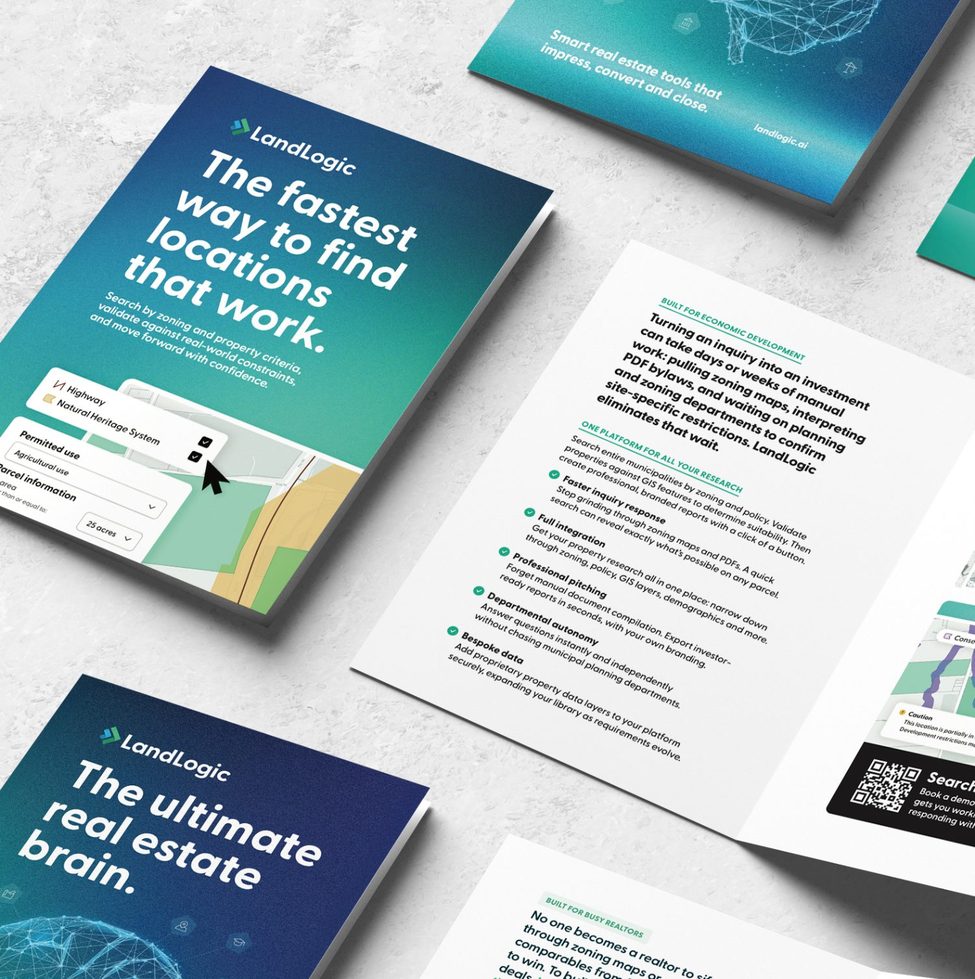 Smart real estate tools that
impress, convert and close.
landlogic.ai
LandLogic
The fastest
way to find
locations
that work.
Search by zoning and property criteria,
validate against real-world constraints,
and move forward with confidence.
Highway
Natural Heritage System
Permitted use
Agricultural use
Parcel information
area
than or equal to:
25 acres
BUILT FOR ECONOMIC DEVELOPMENT
Turning an inquiry into an investment
can take days or weeks of manual
work: pulling zoning maps, interpreting
PDF bylaws, and waiting on planning
and zoning departments to confirm
site-specific restrictions. LandLogic
eliminates that wait.
ONE PLATFORM FOR ALL YOUR RESEARCH
Search entire municipalities by zoning and policy. Validate
properties against GIS features to determine suitability. Then
create professional, branded reports with a click of a button.
Faster inquiry response
Stop grinding through zoning maps and PDFs. A quick
search can reveal exactly what's possible on any parcel.
Full integration
Get your property research all in one place: narrow down
through zoning, policy, GIS layers, demographics and more.
Professional pitching
Forget manual document compilation. Export investor-
ready reports in seconds, with your own branding.
Departmental autonomy
Answer questions instantly and independently
without chasing municipal planning departments.
Bespoke data
Add proprietary property data layers to your platform
securely, expanding your library as requirements evolve.
Conse
Caution
This location is partially in
Development restrictions m
Search
Book a demo
gets you worki
responding with
LandLogic
The ultimate
real estate
brain.
BUILT FOR BUSY REALTORS
No one becomes a realtor to sif
through zoning maps or
comparables from
to win. To bu
deals